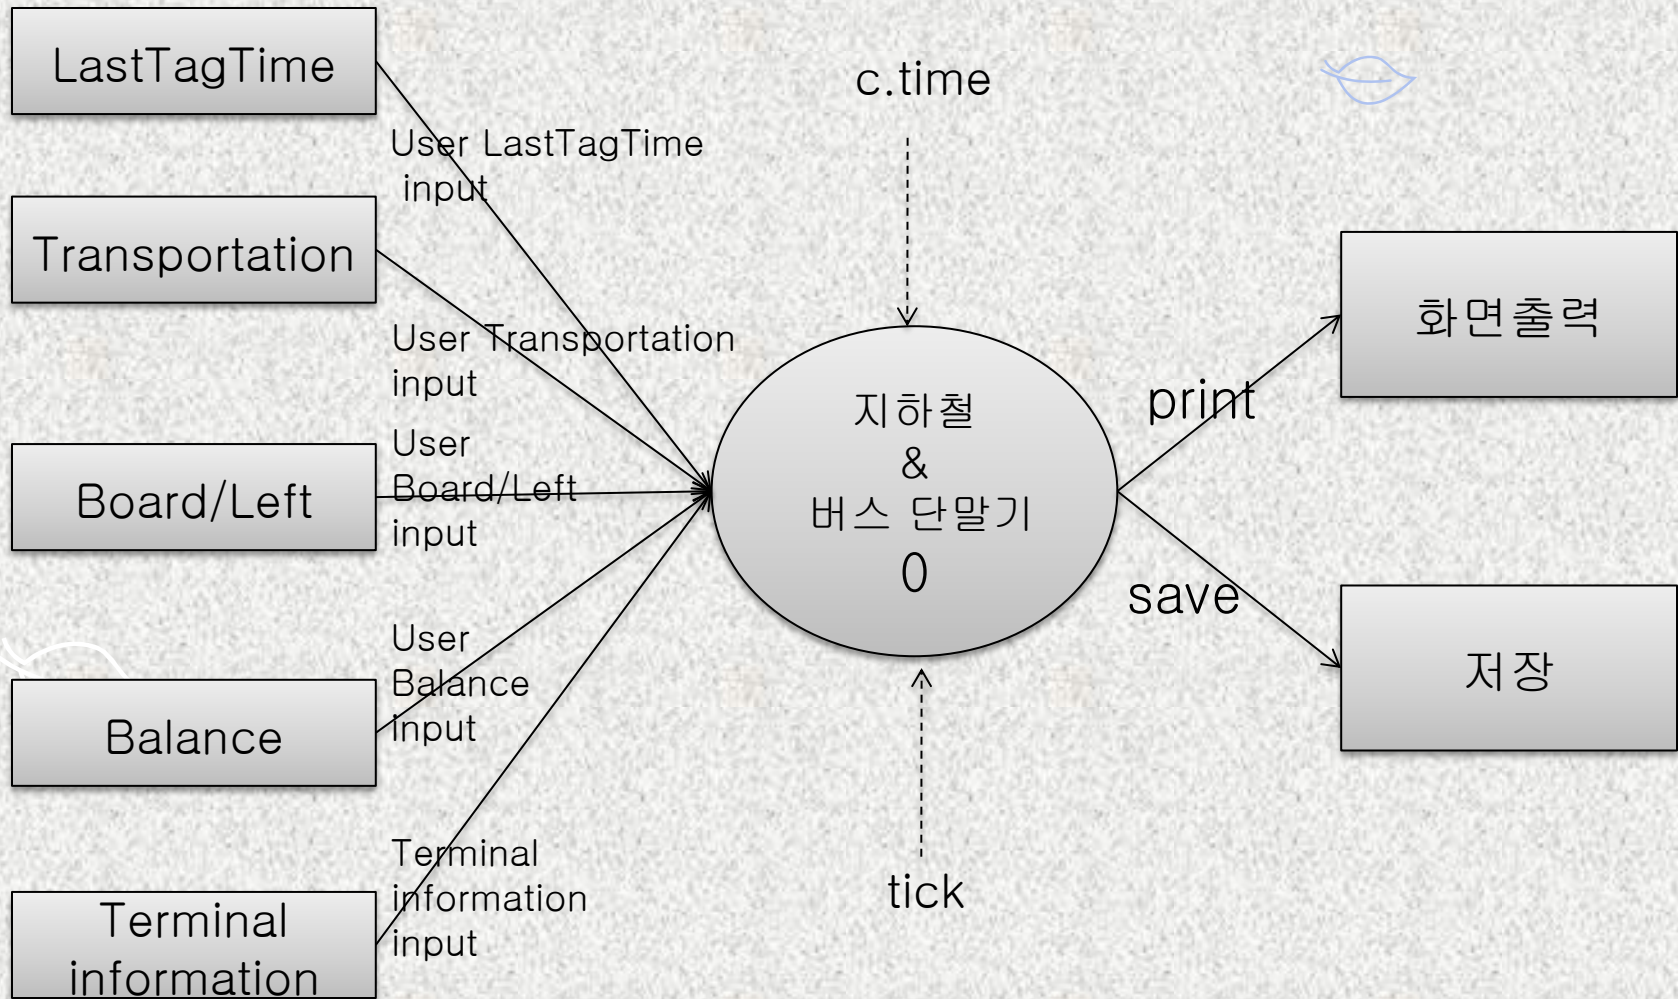 LastTagTime
User LastTagTime
input
Transportation
User Transportation
input
Board/Left
User
Board/Left
input
Balance
User
Balance
input
Terminal
information
Terminal
information
input
c.time
지하철
&
버스 단말기
0
tick
print
화면출력
save
저장